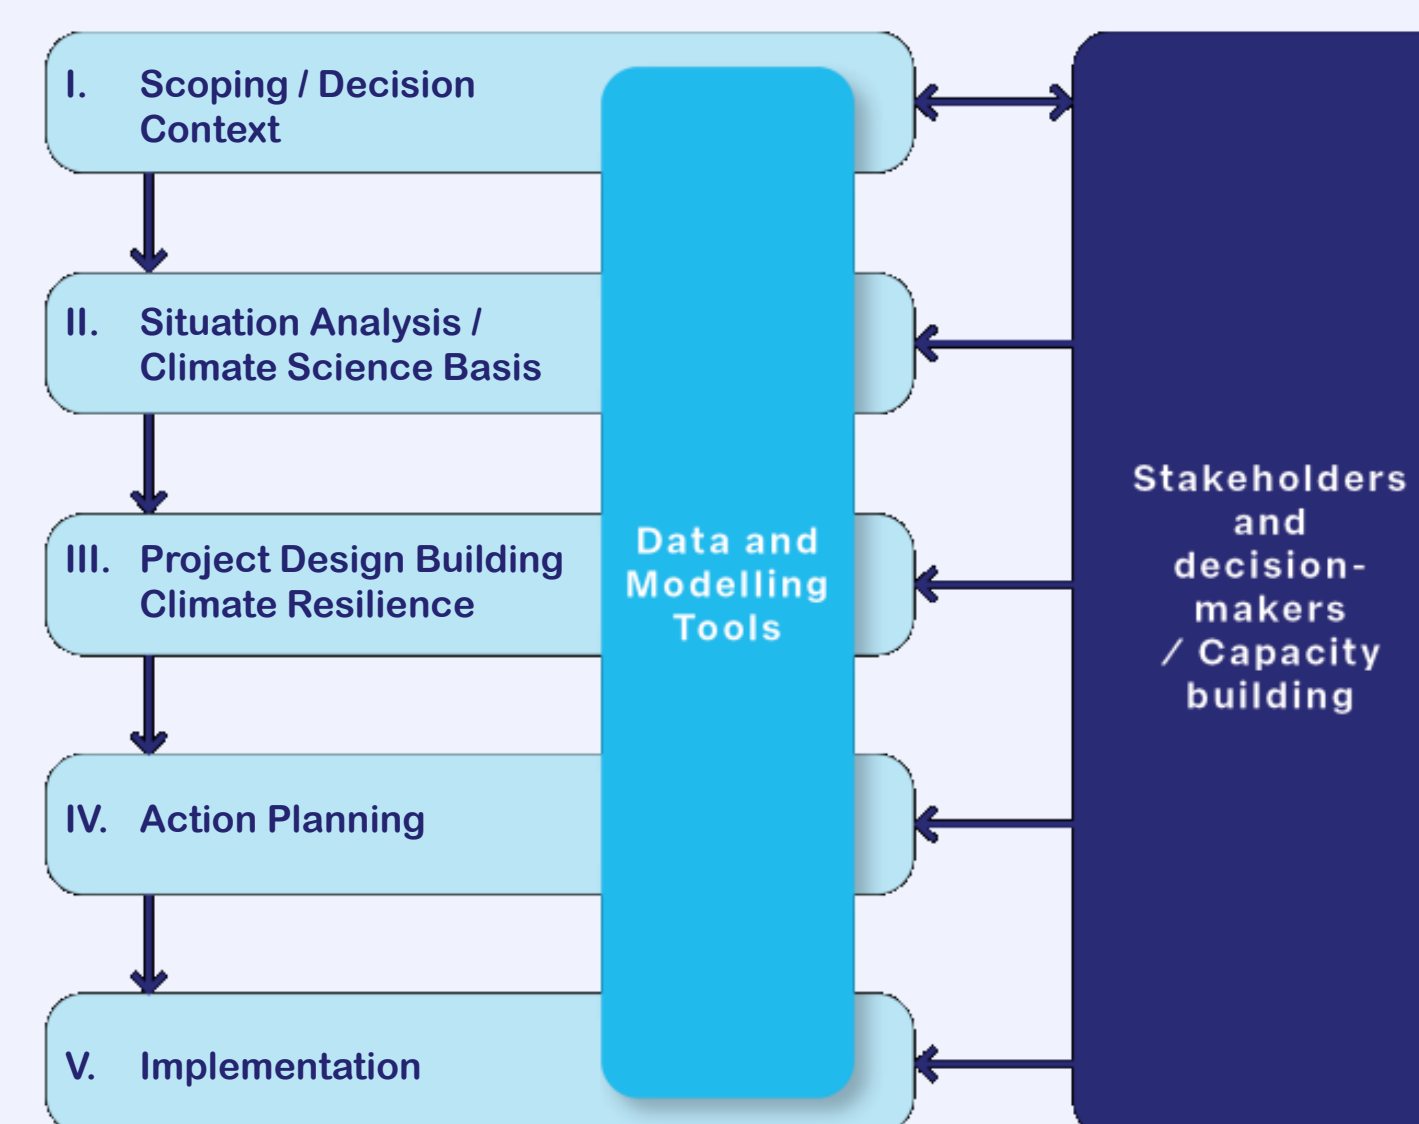 I. Scoping / Decision
Context
II. Situation Analysis /
Climate Science Basis
III. Project Design Building
Climate Resilience
IV. Action Planning
V. Implementation
Data and
Modelling
Tools
Stakeholders
and
decision-
makers
/ Capacity
building